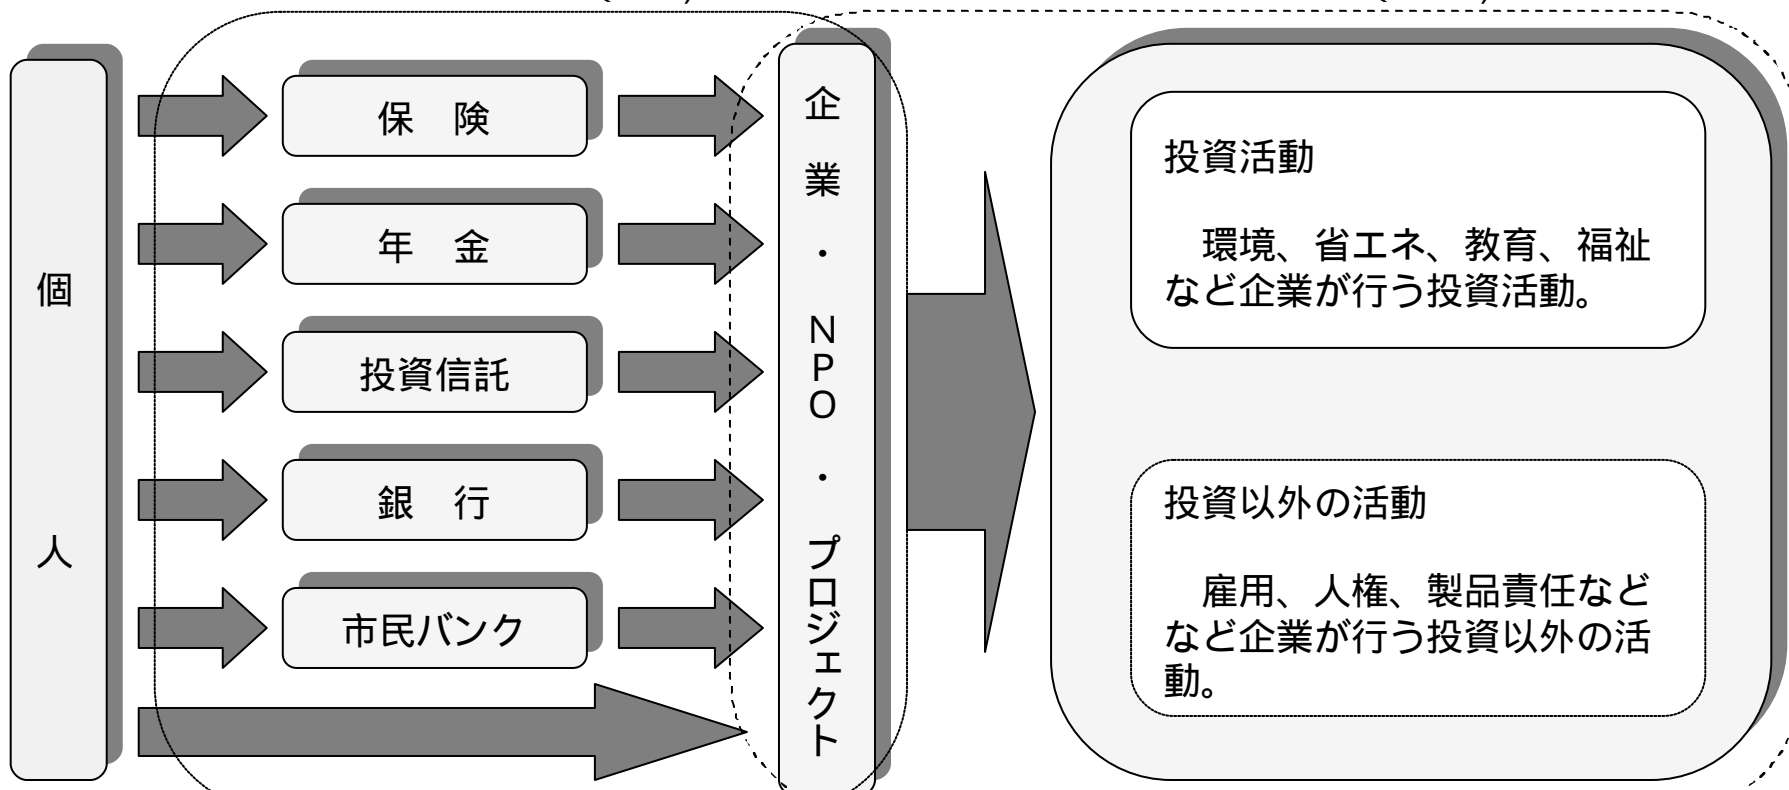 個人
保　険
年　金
投資信託
銀　行
市民バンク
企業・ＮＰＯ・プロジェクト
投資活動
　環境、省エネ、教育、福祉
など企業が行う投資活動。
投資以外の活動
　雇用、人権、製品責任など
など企業が行う投資以外の活
動。